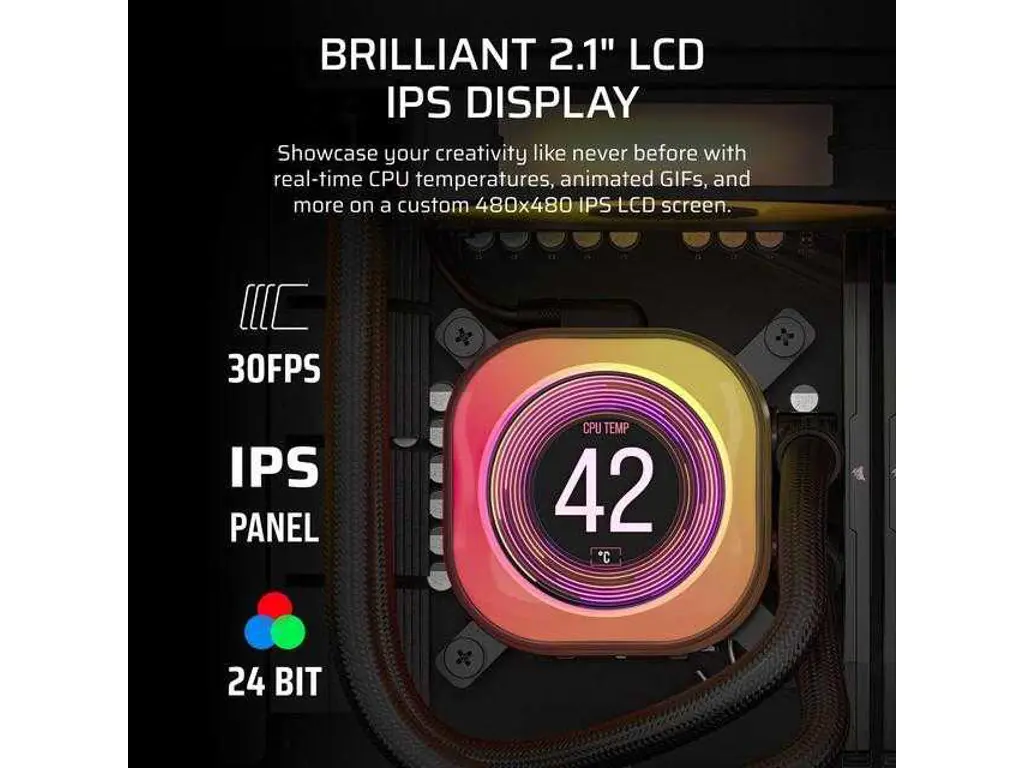 BRILLIANT 2.1" LCD
IPS DISPLAY
Showcase your creativity like never before with
real-time CPU temperatures, animated GIFs, and
more on a custom 480x480 IPS LCD screen.
30FPS
IPS
PANEL
24 BIT
CPU TEMP
42
°C